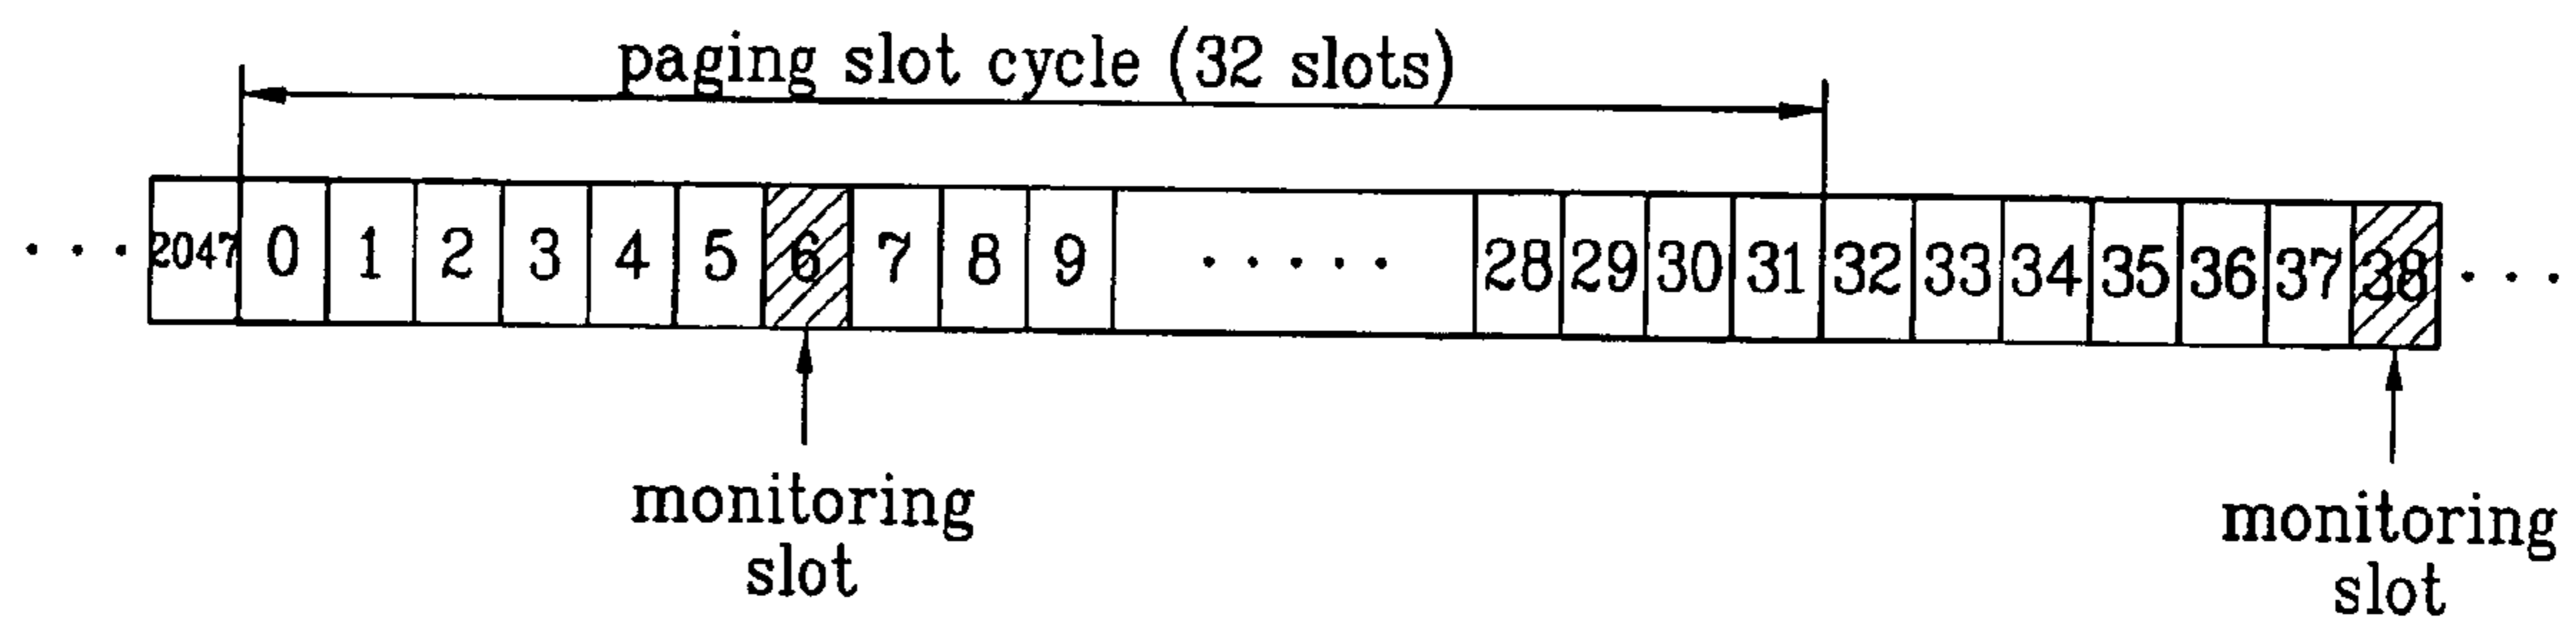 paging slot cycle (32 slots)
· · · 2047 0 1 2 3 4 5 6 7 8 9 · · · · · 28 29 30 31 32 33 34 35 36 37 38 · · ·
monitoring
slot
monitoring
slot